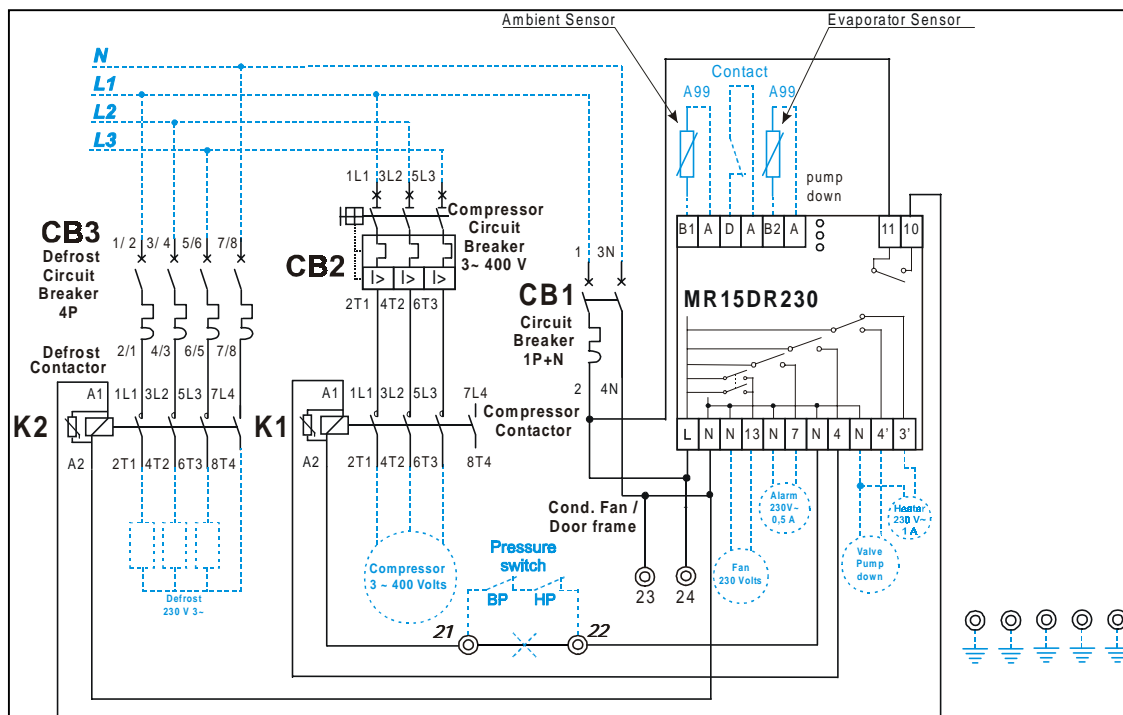 Ambient Sensor
Evaporator Sensor
N
L1
L2
L3
Contact
A99
A99
pump
down
B1 A D A B2 A
11 10
MR15DR230
L N N 13 N 7 N 4 N 4' 3'
CB3
Defrost
Circuit
Breaker
4P
1/2 3/4 5/6 7/8
2/1 4/3 6/5 7/8
Defrost
Contactor
K2
A1
A2
1L1 3L2 5L3 7L4
2T1 4T2 6T3 8T4
Defrost
230 V 3~
1L1 3L2 5L3
Compressor
Circuit
Breaker
3~ 400 V
CB2
I> I> I>
2T1 4T2 6T3
K1
A1
A2
1L1 3L2 5L3 7L4
Compressor
Contactor
2T1 4T2 6T3 8T4
Compressor
3 ~ 400 Volts
1 3N
CB1
Circuit
Breaker
1P+N
2 4N
Cond. Fan /
Door frame
23 24
Pressure
switch
BP HP
21 22
Fan
230 Volts
Alarm
230V~
0,5 A
Valve
Pump
down
Heater
230 V~
1 A